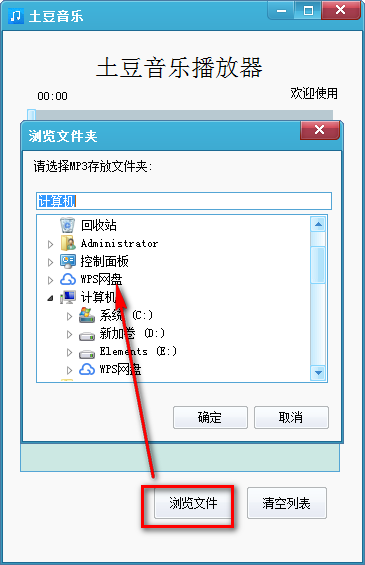 土豆音乐
土豆音乐播放器
00:00
欢迎使用
浏览文件夹
请选择MP3存放文件夹:
计算机
回收站
Administrator
控制面板
WPS网盘
计算机
系统 (C:)
新加卷 (D:)
Elements (E:)
WPS网盘
确定
取消
浏览文件
清空列表